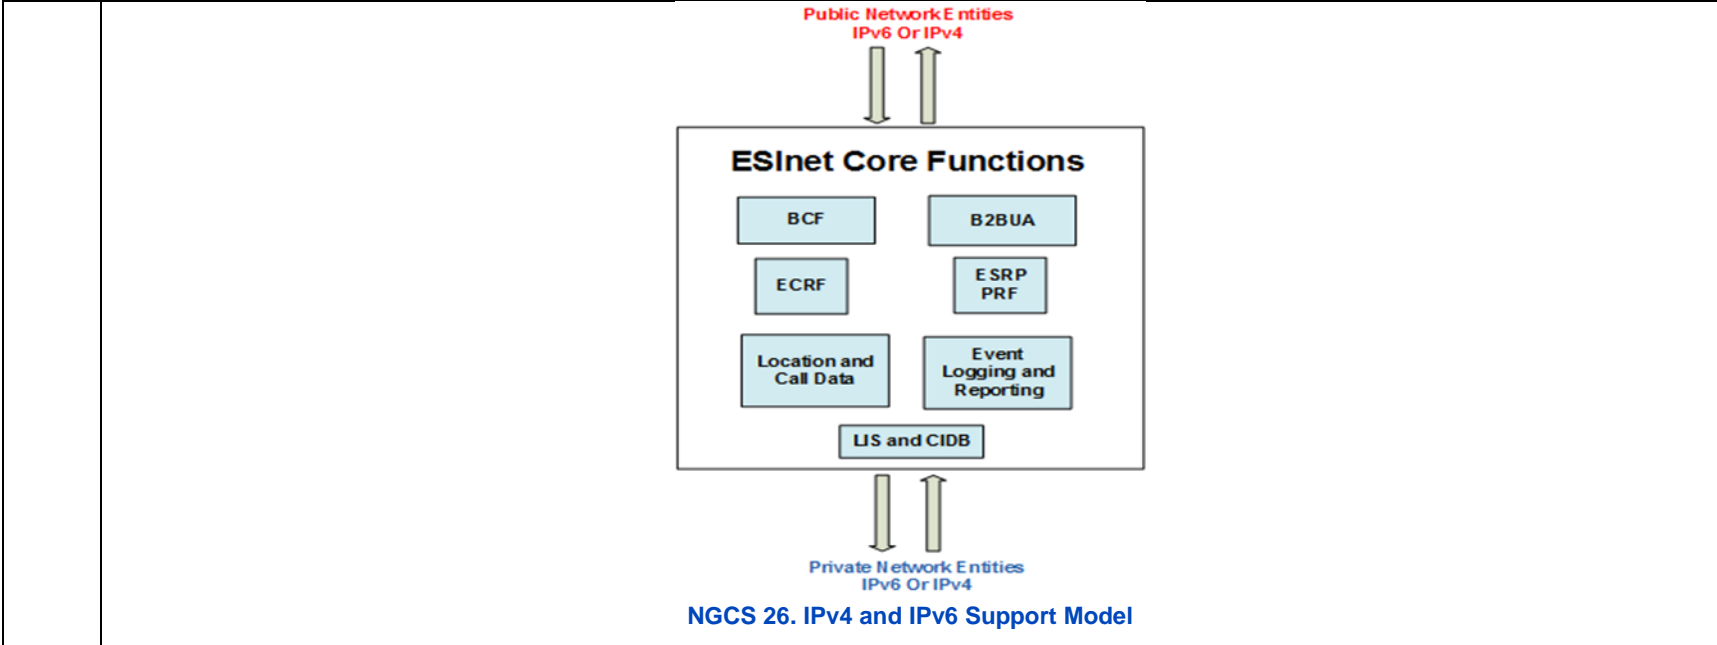 Public Network Entities
IPv6 Or IPv4
ESInet Core Functions
BCF
B2BUA
ECRF
ESRP
PRF
Location and
Call Data
Event
Logging and
Reporting
LIS and CIDB
Private Network Entities
IPv6 Or IPv4
NGCS 26. IPv4 and IPv6 Support Model